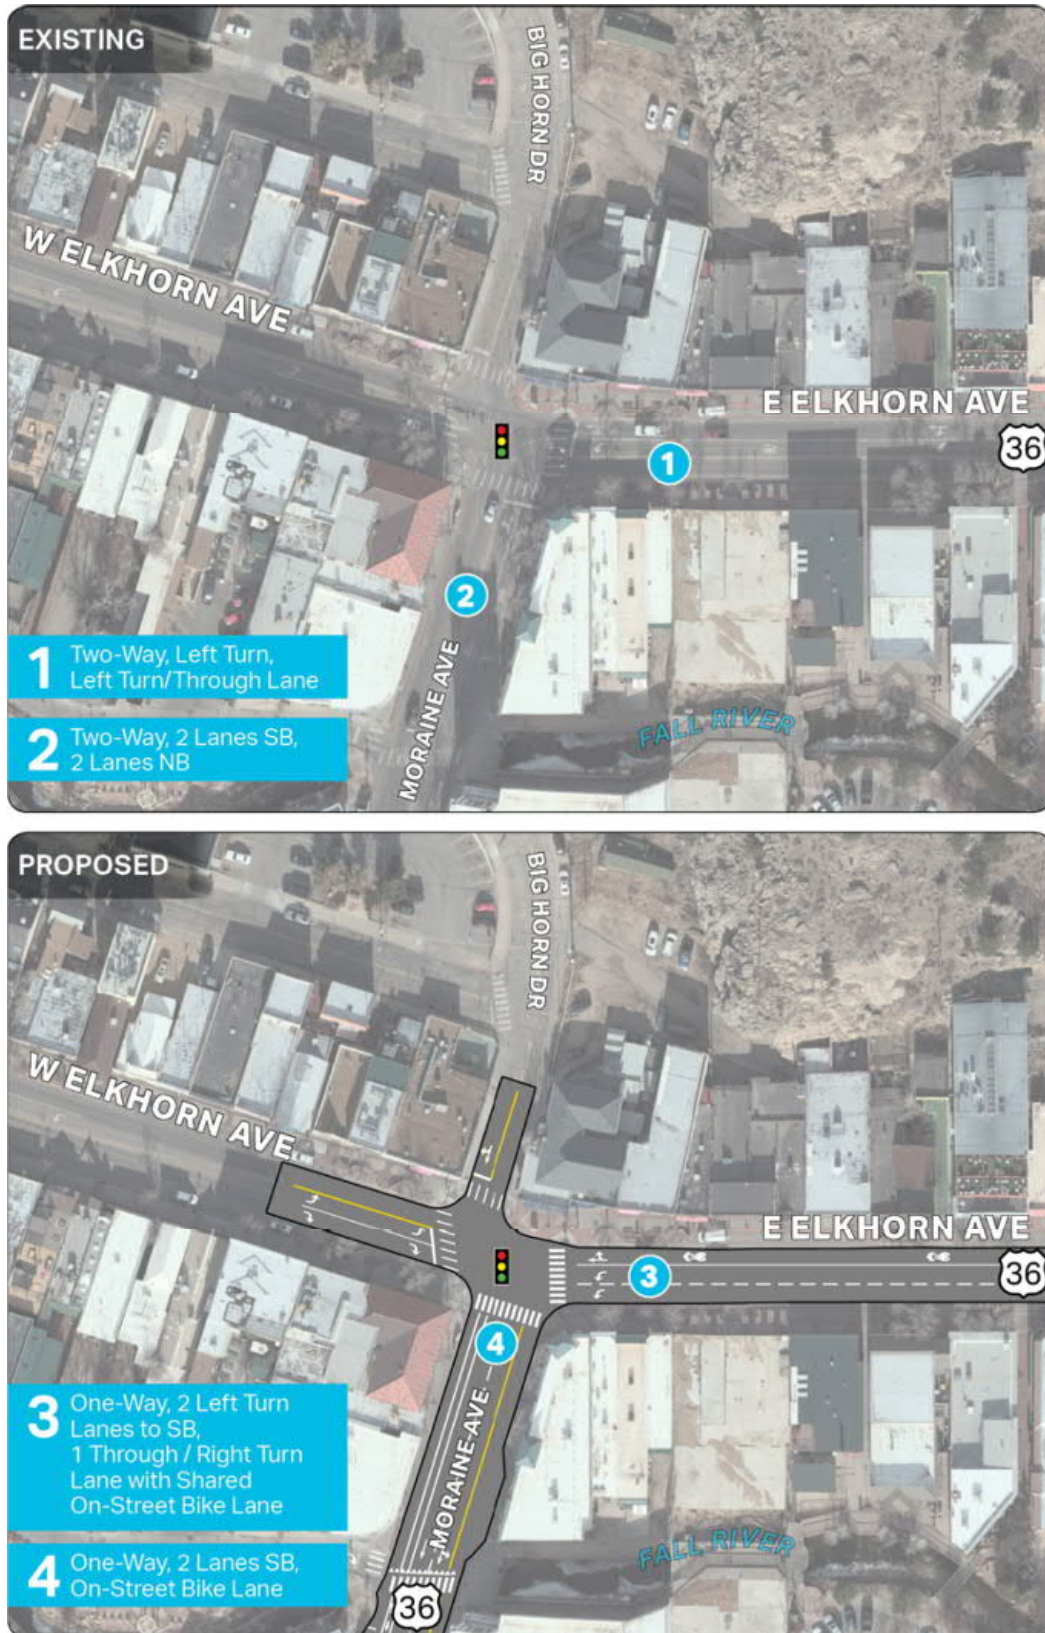 EXISTING
BIG HORN DR
W ELKHORN AVE
E ELKHORN AVE
36
1
2
MORAINE AVE
FALL RIVER
1 Two-Way, Left Turn,
Left Turn/Through Lane
2 Two-Way, 2 Lanes SB,
2 Lanes NB
PROPOSED
BIG HORN DR
W ELKHORN AVE
E ELKHORN AVE
3
36
4
MORAINE AVE
FALL RIVER
3 One-Way, 2 Left Turn
Lanes to SB,
1 Through / Right Turn
Lane with Shared
On-Street Bike Lane
4 One-Way, 2 Lanes SB,
On-Street Bike Lane
36